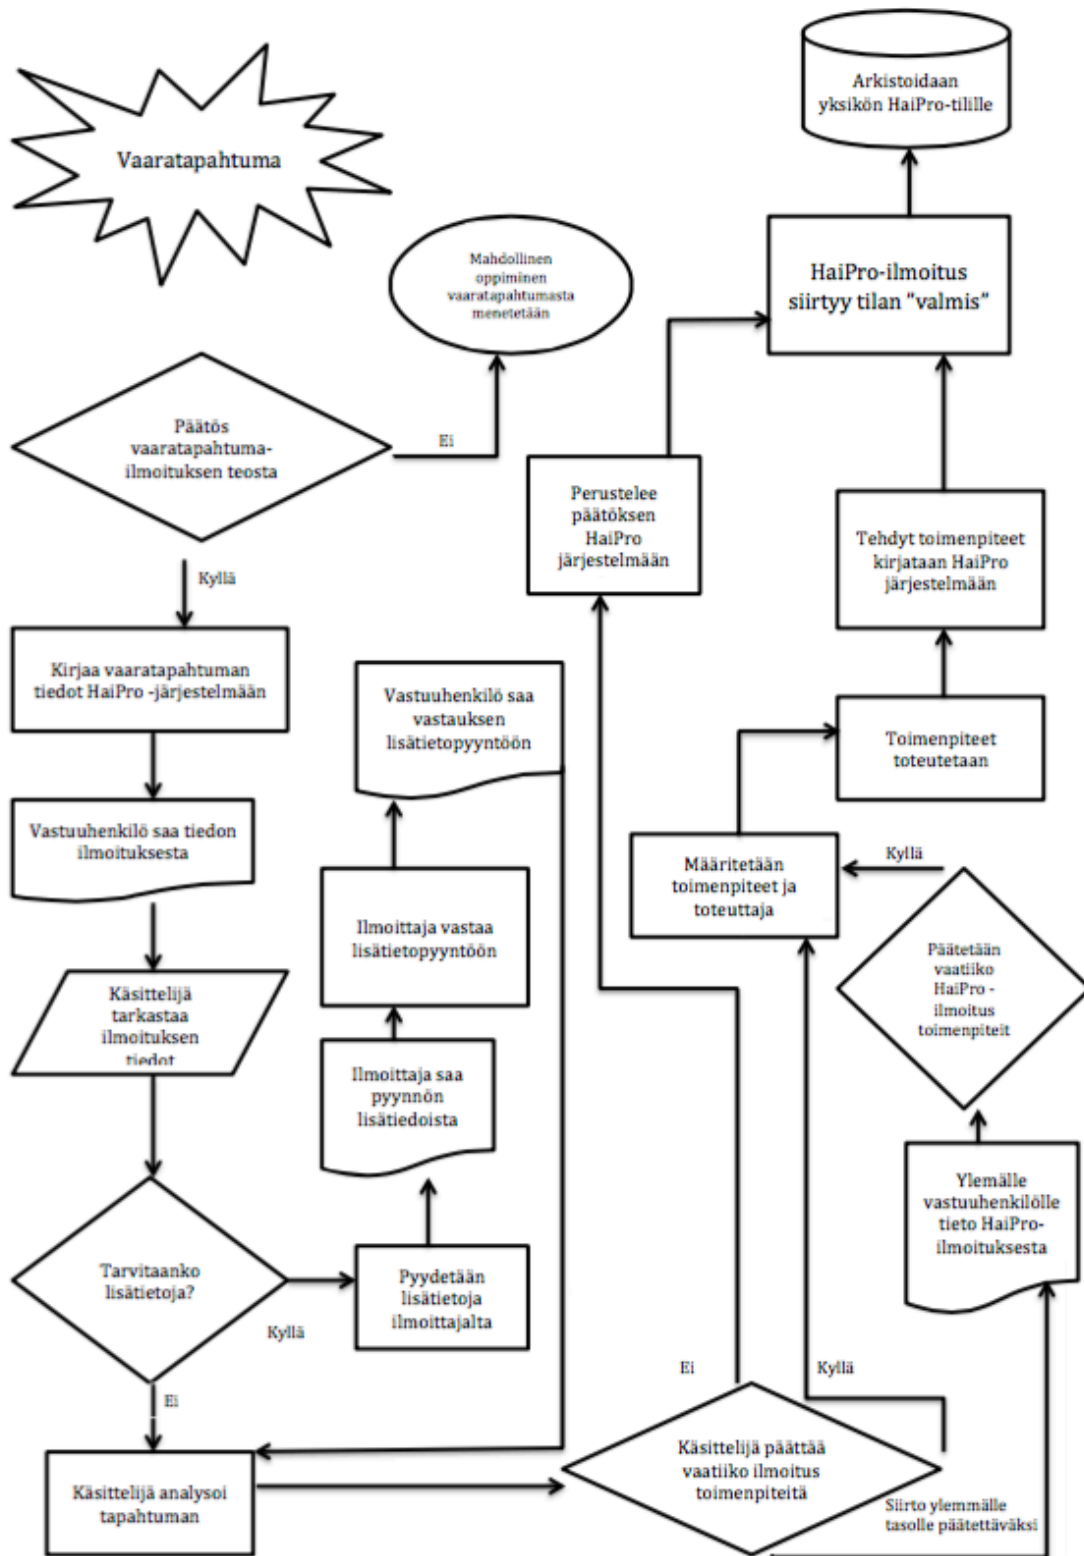 Vaaratapahtuma
Arkistoidaan
yksikön HaiPro-tilille
Mahdollinen
oppiminen
vaaratapahtumasta
menetetään
HaiPro-ilmoitus
siirtyy tilan "valmis"
Päätös
vaaratapahtuma-
ilmoituksen teosta
Ei
Kyllä
Perustelee
päätöksen
HaiPro
järjestelmään
Tehdyt toimenpiteet
kirjataan HaiPro
järjestelmään
Kirjaa vaaratapahtuman
tiedot HaiPro -järjestelmään
Vastuuhenkilö saa
vastauksen
lisätietopyyntöön
Toimenpiteet
toteutetaan
Vastuuhenkilö saa tiedon
ilmoituksesta
Määritetään
toimenpiteet ja
toteuttaja
Kyllä
Ilmoittaja vastaa
lisätietopyyntöön
Päätetään
vaatiiko
HaiPro -
ilmoitus
toimenpiteit
Käsittelijä
tarkastaa
ilmoituksen
tiedot
Ilmoittaja saa
pyynnön
lisätiedoista
Ylemälle
vastuuhenkilölle
tieto HaiPro-
ilmoituksesta
Tarvitaanko
lisätietoja?
Kyllä
Pyydetään
lisätietoja
ilmoittajalta
Ei
Ei
Kyllä
Käsittelijä analysoi
tapahtuman
Käsittelijä päättää
vaatiiko ilmoitus
toimenpiteitä
Siirto ylemmälle
tasolle päätettäväksi